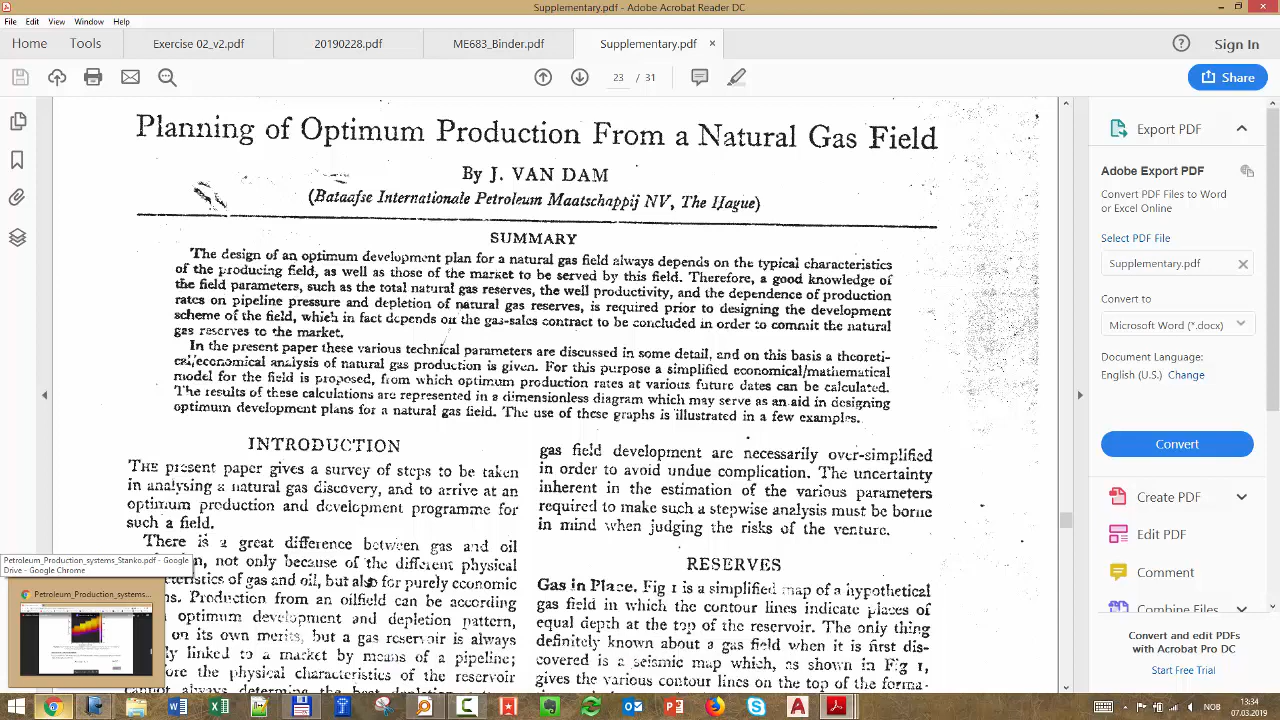 Supplementary.pdf - Adobe Acrobat Reader DC
File Edit View Window Help
Home Tools Exercise 02_v2.pdf 20190228.pdf ME683_Binder.pdf Supplementary.pdf × Sign In
23 / 31 Share
Planning of Optimum Production From a Natural Gas Field
By J. VAN DAM
(Bataafse Internationale Petroleum Maatschappij NV, The Hague)
SUMMARY
The design of an optimum development plan for a natural gas field always depends on the typical characteristics
of the producing field, as well as those of the market to be served by this field. Therefore, a good knowledge of
the field parameters, such as the total natural gas reserves, the well productivity, and the dependence of production
rates on pipeline pressure and depletion of natural gas reserves, is required prior to designing the development
scheme of the field, which in fact depends on the gas-sales contract to be concluded in order to commit the natural
gas reserves to the market.
In the present paper these various technical parameters are discussed in some detail, and on this basis a theoreti-
cal/economical analysis of natural gas production is given. For this purpose a simplified economical/mathematical
model for the field is proposed, from which optimum production rates at various future dates can be calculated.
The results of these calculations are represented in a dimensionless diagram which may serve as an aid in designing
optimum development plans for a natural gas field. The use of these graphs is illustrated in a few examples.
INTRODUCTION
THE present paper gives a survey of steps to be taken
in analysing a natural gas discovery, and to arrive at an
optimum production and development programme for
such a field.
There is a great difference between gas and oil
ion, not only because of the different physical
cteristics of gas and oil, but also for purely economic
ns. Production from an oilfield can be according
optimum development and depletion pattern,
on its own merits, but a gas reservoir is always
ly linked to a market by means of a pipeline;
ore the physical characteristics of the reservoir
cannot always determine the best depletion
gas field development are necessarily over-simplified
in order to avoid undue complication. The uncertainty
inherent in the estimation of the various parameters
required to make such a stepwise analysis must be borne
in mind when judging the risks of the venture.
RESERVES
Gas in Place. Fig 1 is a simplified map of a hypothetical
gas field in which the contour lines indicate places of
equal depth at the top of the reservoir. The only thing
definitely known about a gas field when it is first dis-
covered is a seismic map which, as shown in Fig 1,
gives the various contour lines on the top of the forma-
Petroleum_Production_systems_Stanko.pdf - Google
Drive - Google Chrome
Petroleum_Production_systems...
Export PDF
Adobe Export PDF
Convert PDF Files to Word
or Excel Online
Select PDF File
Supplementary.pdf
Convert to
Microsoft Word (*.docx)
Document Language:
English (U.S.) Change
Convert
Create PDF
Edit PDF
Comment
Combine Files
Convert and edit PDFs
with Acrobat Pro DC
Start Free Trial
NOB
13:34
07.03.2019